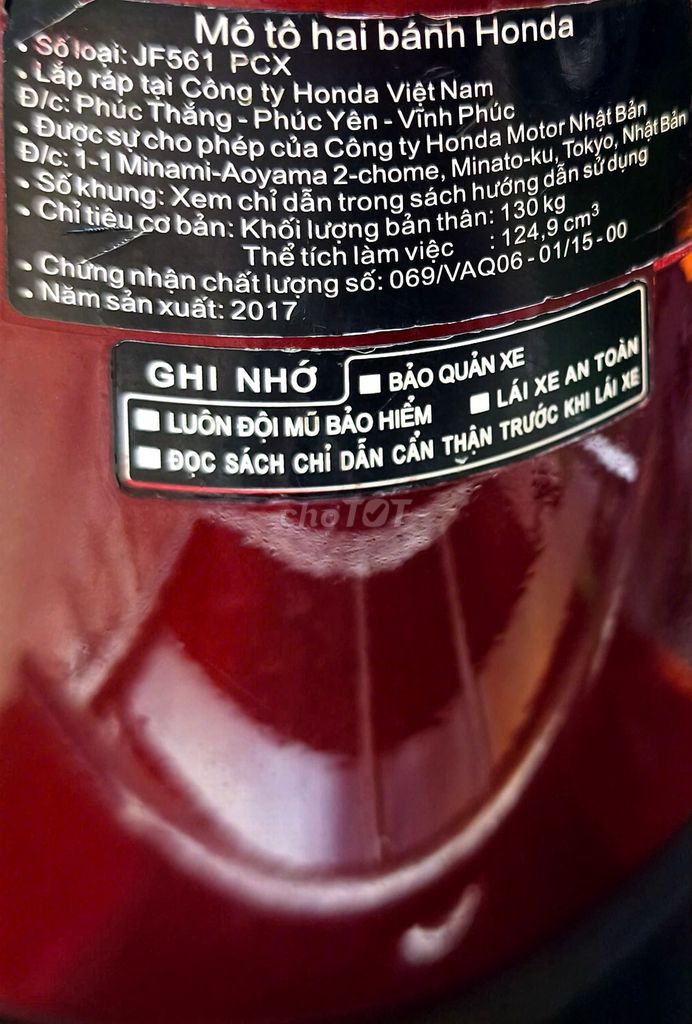 Mô tô hai bánh Honda
• Số loại: JF561 PCX
• Lắp ráp tại Công ty Honda Việt Nam
Đ/c: Phúc Thắng - Phúc Yên - Vĩnh Phúc
• Được sự cho phép của Công ty Honda Motor Nhật Bản
Đ/c: 1-1 Minami-Aoyama 2-chome, Minato-ku, Tokyo, Nhật Bản
• Số khung: Xem chỉ dẫn trong sách hướng dẫn sử dụng
• Chỉ tiêu cơ bản: Khối lượng bản thân: 130 kg
Thể tích làm việc : 124,9 cm³
• Chứng nhận chất lượng số: 069/VAQ06 - 01/15 - 00
• Năm sản xuất: 2017
GHI NHỚ ■ BẢO QUẢN XE
■ LUÔN ĐỘI MŨ BẢO HIỂM ■ LÁI XE AN TOÀN
■ ĐỌC SÁCH CHỈ DẪN CẨN THẬN TRƯỚC KHI LÁI XE
chợTỐT